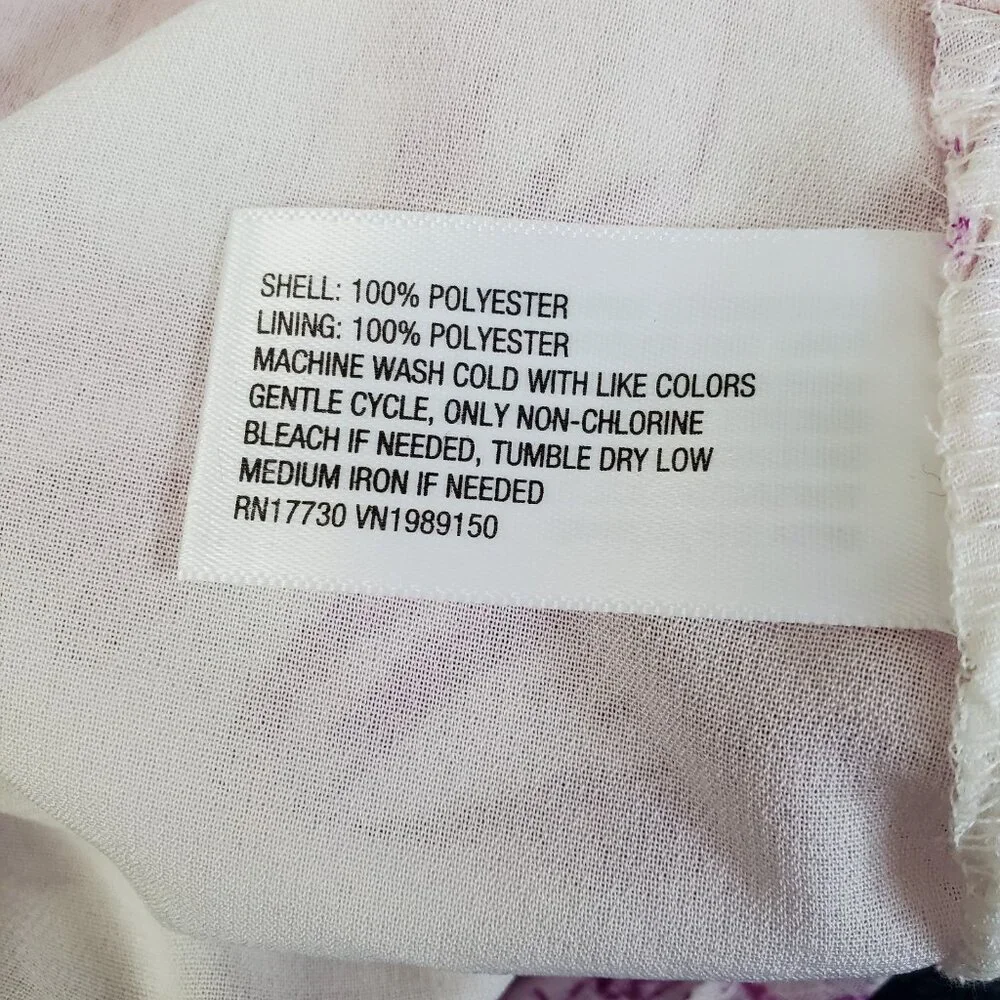 SHELL: 100% POLYESTER
LINING: 100% POLYESTER
MACHINE WASH COLD WITH LIKE COLORS
GENTLE CYCLE, ONLY NON-CHLORINE
BLEACH IF NEEDED, TUMBLE DRY LOW
MEDIUM IRON IF NEEDED
RN17730 VN1989150